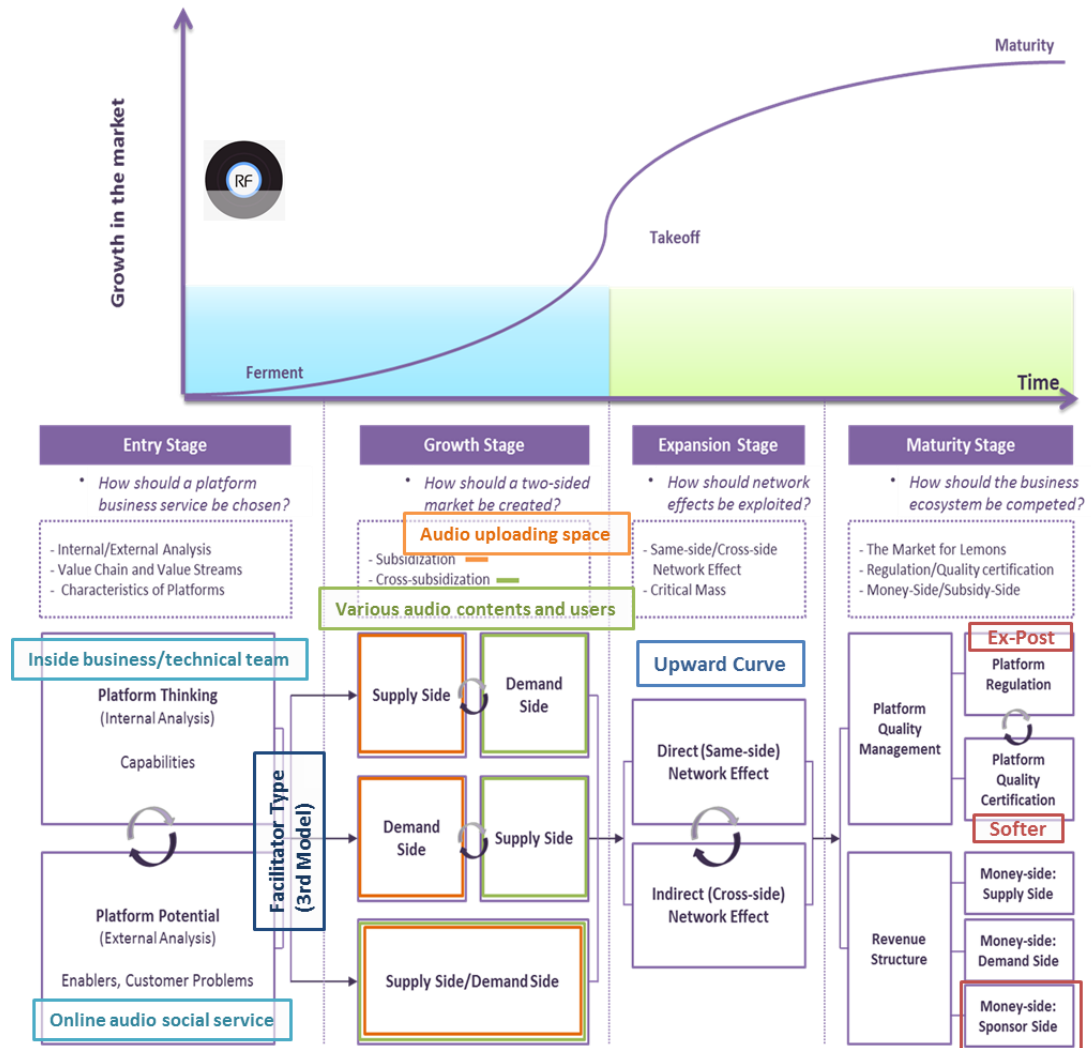 Maturity
Growth in the market
RF
Takeoff
Ferment
Time
Entry Stage
• How should a platform
business service be chosen?
- Internal/External Analysis
- Value Chain and Value Streams
- Characteristics of Platforms
Inside business/technical team
Platform Thinking
(Internal Analysis)
Capabilities
Platform Potential
(External Analysis)
Enablers, Customer Problems
Online audio social service
Facilitator Type
(3rd Model)
Growth Stage
• How should a two-sided
market be created?
Audio uploading space
- Subsidization
- Cross-subsidization
Various audio contents and users
Supply Side
Demand
Side
Demand
Side
Supply Side
Supply Side/Demand Side
Expansion Stage
• How should network
effects be exploited?
- Same-side/Cross-side
Network Effect
- Critical Mass
Upward Curve
Direct (Same-side)
Network Effect
Indirect (Cross-side)
Network Effect
Maturity Stage
• How should the business
ecosystem be competed?
- The Market for Lemons
- Regulation/Quality certification
- Money-Side/Subsidy-Side
Platform
Quality
Management
Ex-Post
Platform
Regulation
Platform
Quality
Certification
Softer
Revenue
Structure
Money-side:
Supply Side
Money-side:
Demand Side
Money-side:
Sponsor Side